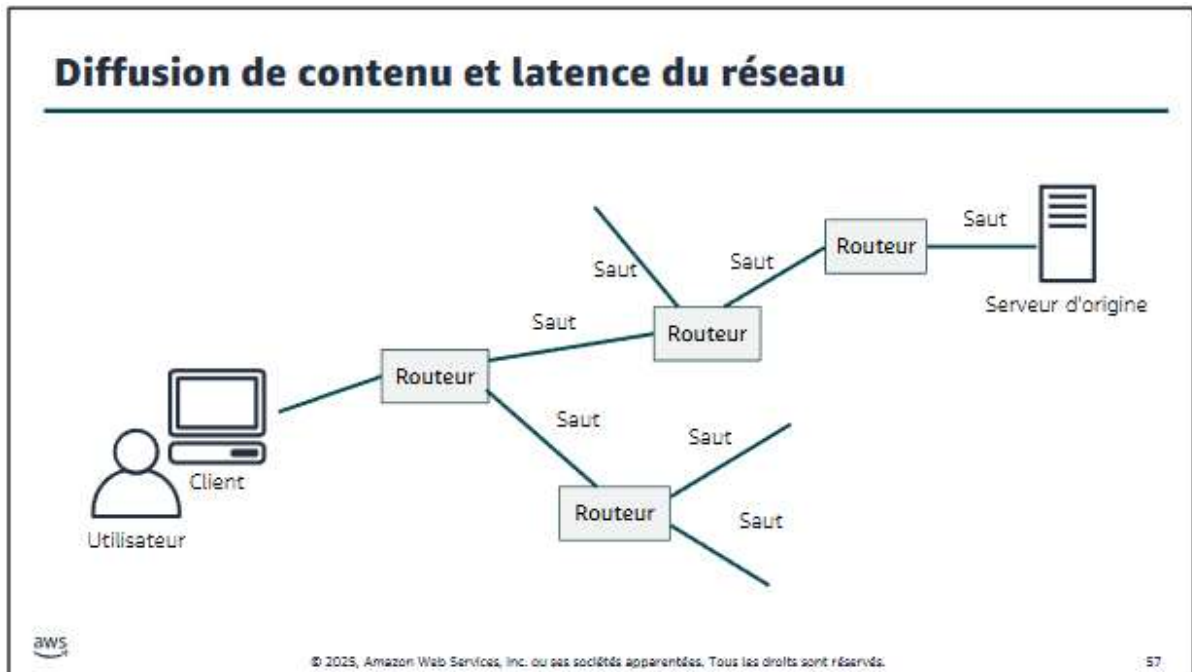 Diffusion de contenu et latence du réseau
Saut
Routeur
Saut
Saut
Serveur d'origine
Saut
Routeur
Routeur
Saut
Saut
Client
Routeur
Saut
Utilisateur
aws
© 2025, Amazon Web Services, Inc. ou ses sociétés apparentées. Tous les droits sont réservés.
57